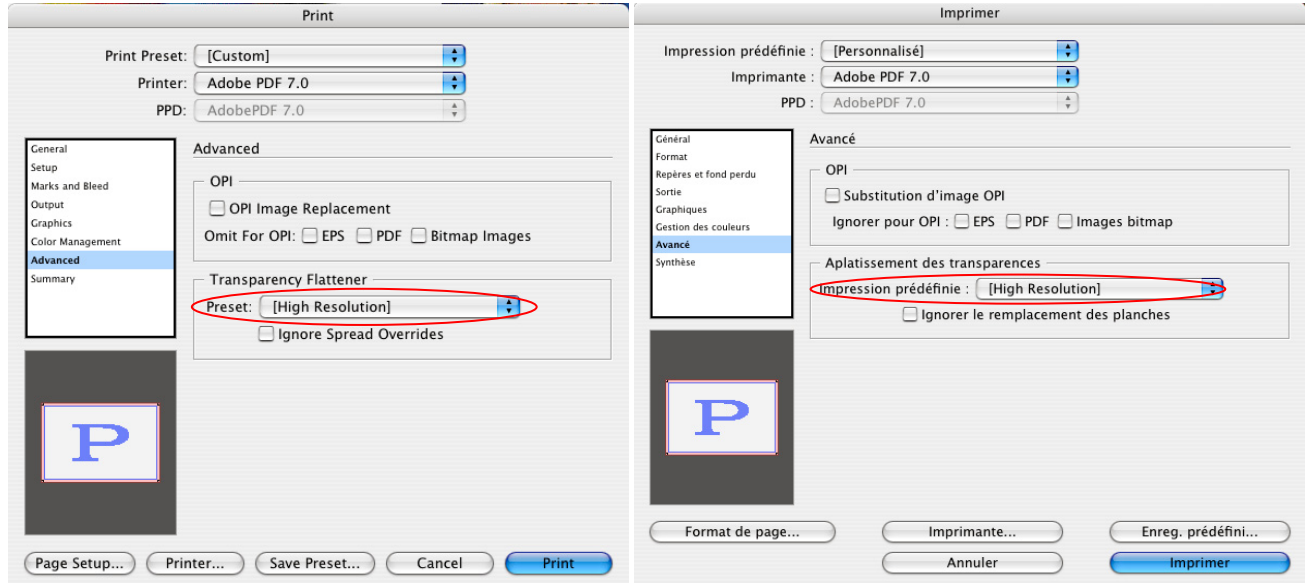 Print
Print Preset: [Custom]
Printer: Adobe PDF 7.0
PPD: AdobePDF 7.0
General
Setup
Marks and Bleed
Output
Graphics
Color Management
Advanced
Summary
Advanced
OPI
OPI Image Replacement
Omit For OPI: EPS PDF Bitmap Images
Transparency Flattener
Preset: [High Resolution]
Ignore Spread Overrides
P
Page Setup... Printer... Save Preset... Cancel Print
Imprimer
Impression prédéfinie : [Personnalisé]
Imprimante : Adobe PDF 7.0
PPD : AdobePDF 7.0
Général
Format
Repères et fond perdu
Sortie
Graphiques
Gestion des couleurs
Avancé
Synthèse
Avancé
OPI
Substitution d'image OPI
Ignorer pour OPI : EPS PDF Images bitmap
Aplatissement des transparences
Impression prédéfinie : [High Resolution]
Ignorer le remplacement des planches
P
Format de page... Imprimante... Enreg. prédéfini...
Annuler Imprimer